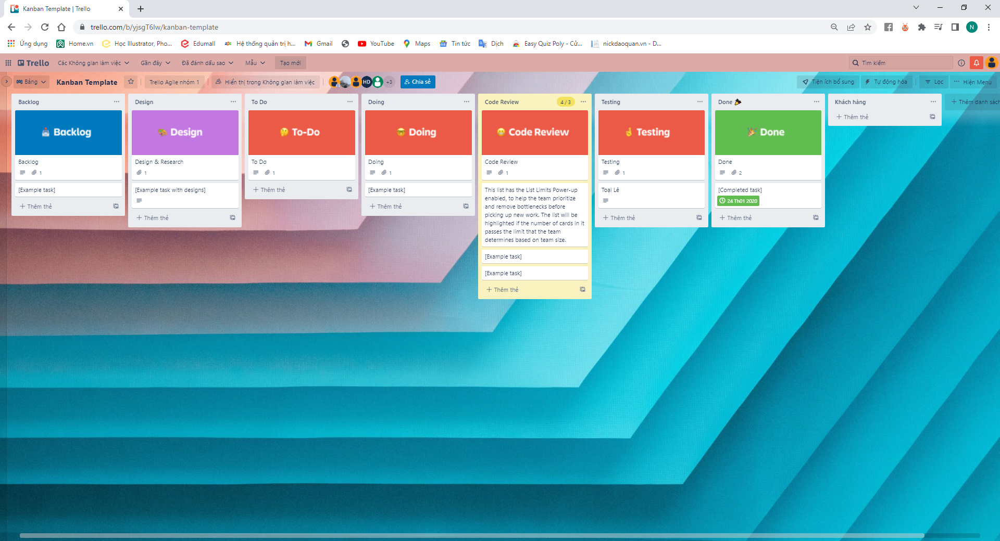 Kanban Template | Trello
trello.com/b/yjsgT6lw/kanban-template
N
Ứng dụng
Home.vn
Học Illustrator, Pho...
Edumall
Hệ thống quản trị h...
Gmail
YouTube
Maps
Tin tức
Dịch
Easy Quiz Poly - Cử...
nickdaoquan.vn - D...
Trello
Các Không gian làm việc
Gần đây
Đã đánh dấu sao
Mẫu
Tạo mới
Tìm kiếm
Bảng
Kanban Template
Trello Agile nhóm 1
Hiển thị trong Không gian làm việc
HD
+3
Chia sẻ
Tiện ích bổ sung
Tự động hóa
Lọc
Hiện Menu
Backlog
Backlog
Backlog
1
[Example task]
Thêm thẻ
Design
Design
Design & Research
1
[Example task with designs]
Thêm thẻ
To Do
To-Do
To Do
1
Thêm thẻ
Doing
Doing
Doing
1
[Example task]
Thêm thẻ
Code Review
4 / 3
Code Review
Code Review
1
This list has the List Limits Power-up
enabled, to help the team prioritize
and remove bottlenecks before
picking up new work. The list will be
highlighted if the number of cards in it
passes the limit that the team
determines based on team size.
[Example task]
[Example task]
Thêm thẻ
Testing
Testing
Testing
1
Toại Lê
Thêm thẻ
Done
Done
Done
2
[Completed task]
24 Th01 2020
Thêm thẻ
Khách hàng
Thêm thẻ
Thêm danh sách